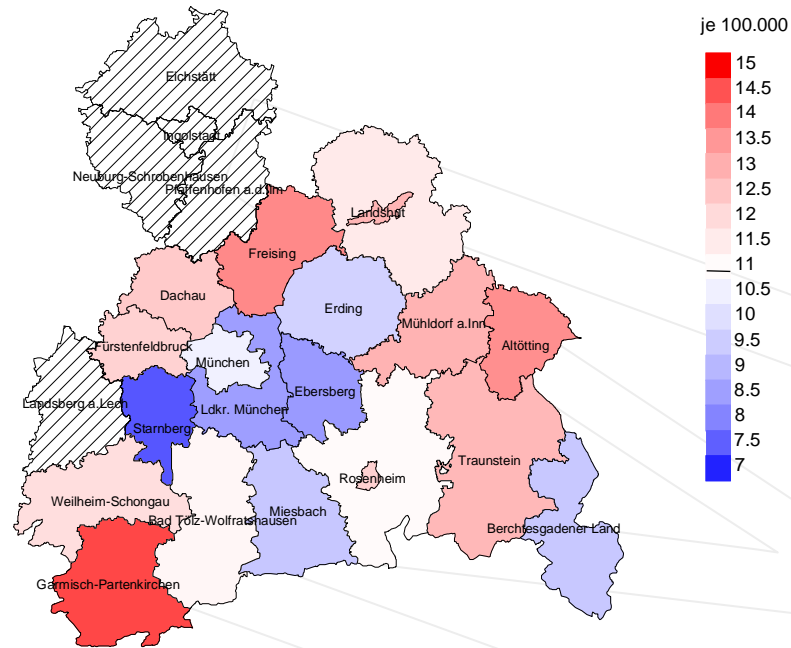 je 100.000
15
14.5
14
13.5
13
12.5
12
11.5
11
10.5
10
9.5
9
8.5
8
7.5
7
Eichstätt
Ingolstadt
Neuburg-Schrobenhausen
Pfaffenhofen a.d.Ilm
Landshut
Freising
Dachau
Erding
Mühldorf a.Inn
Altötting
Fürstenfeldbruck
München
Ebersberg
Landsberg a.Lech
Ldkr. München
Starnberg
Traunstein
Rosenheim
Weilheim-Schongau
Miesbach
Bad Tölz-Wolfratshausen
Berchtesgadener Land
Garmisch-Partenkirchen